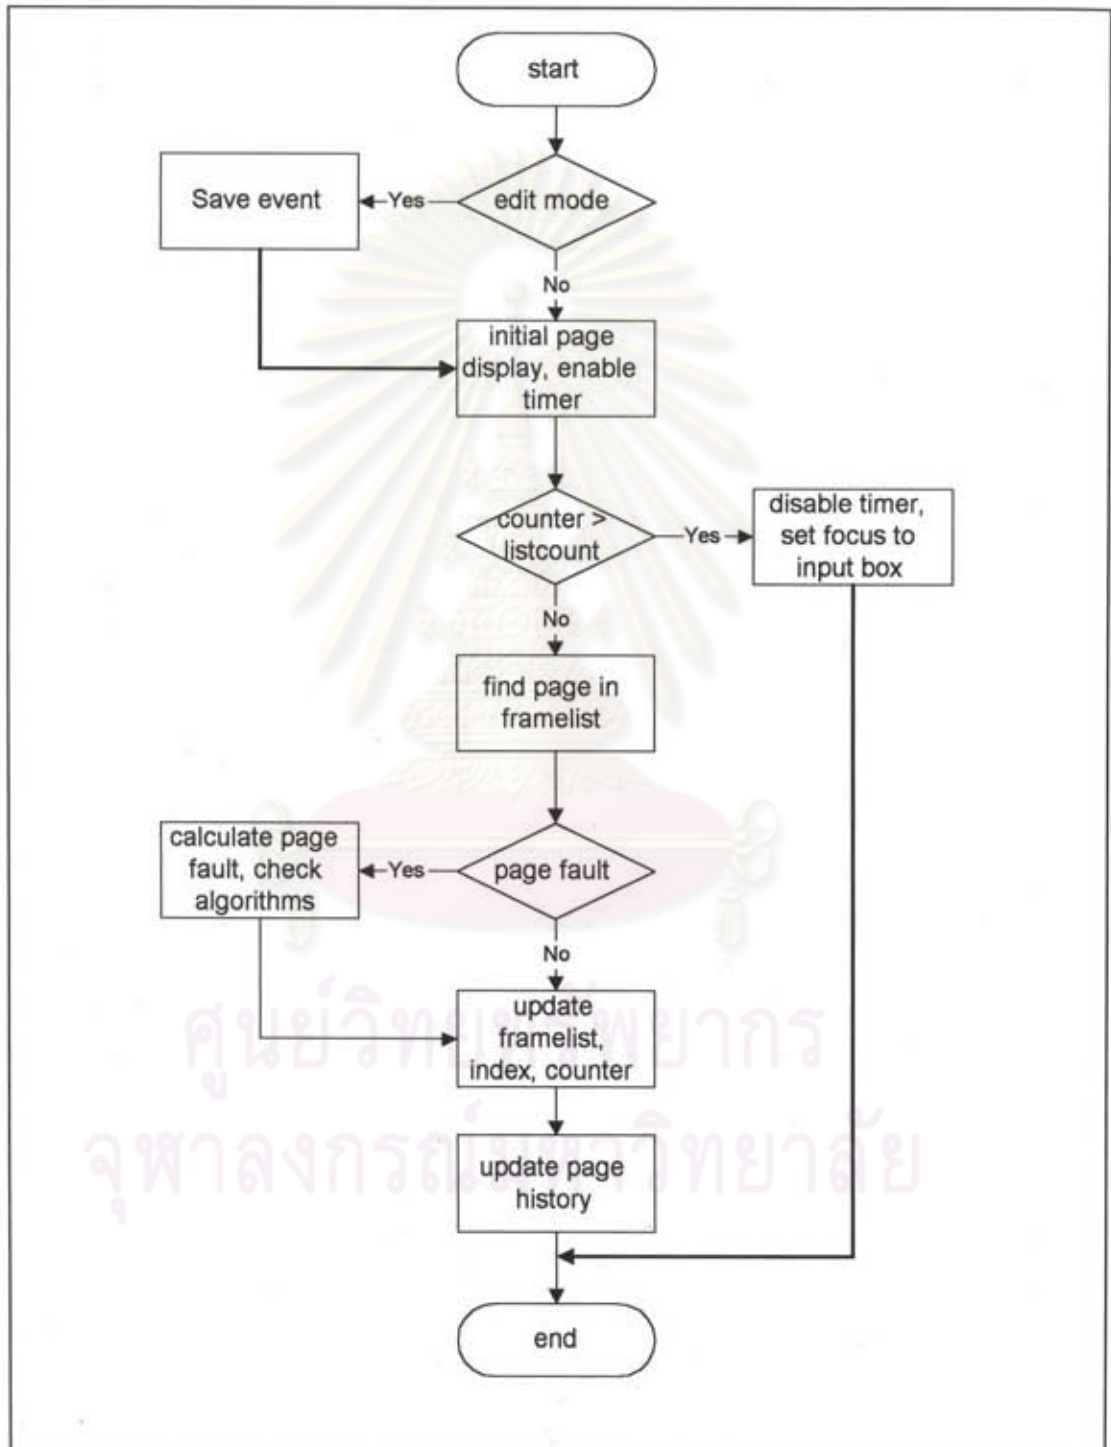 start
edit mode
Yes
Save event
No
initial page
display, enable
timer
counter >
listcount
Yes
disable timer,
set focus to
input box
No
find page in
framelist
page fault
Yes
calculate page
fault, check
algorithms
No
update
framelist,
index, counter
update page
history
end
ศูนย์วิทยทรัพยากร
จุฬาลงกรณ์มหาวิทยาลัย